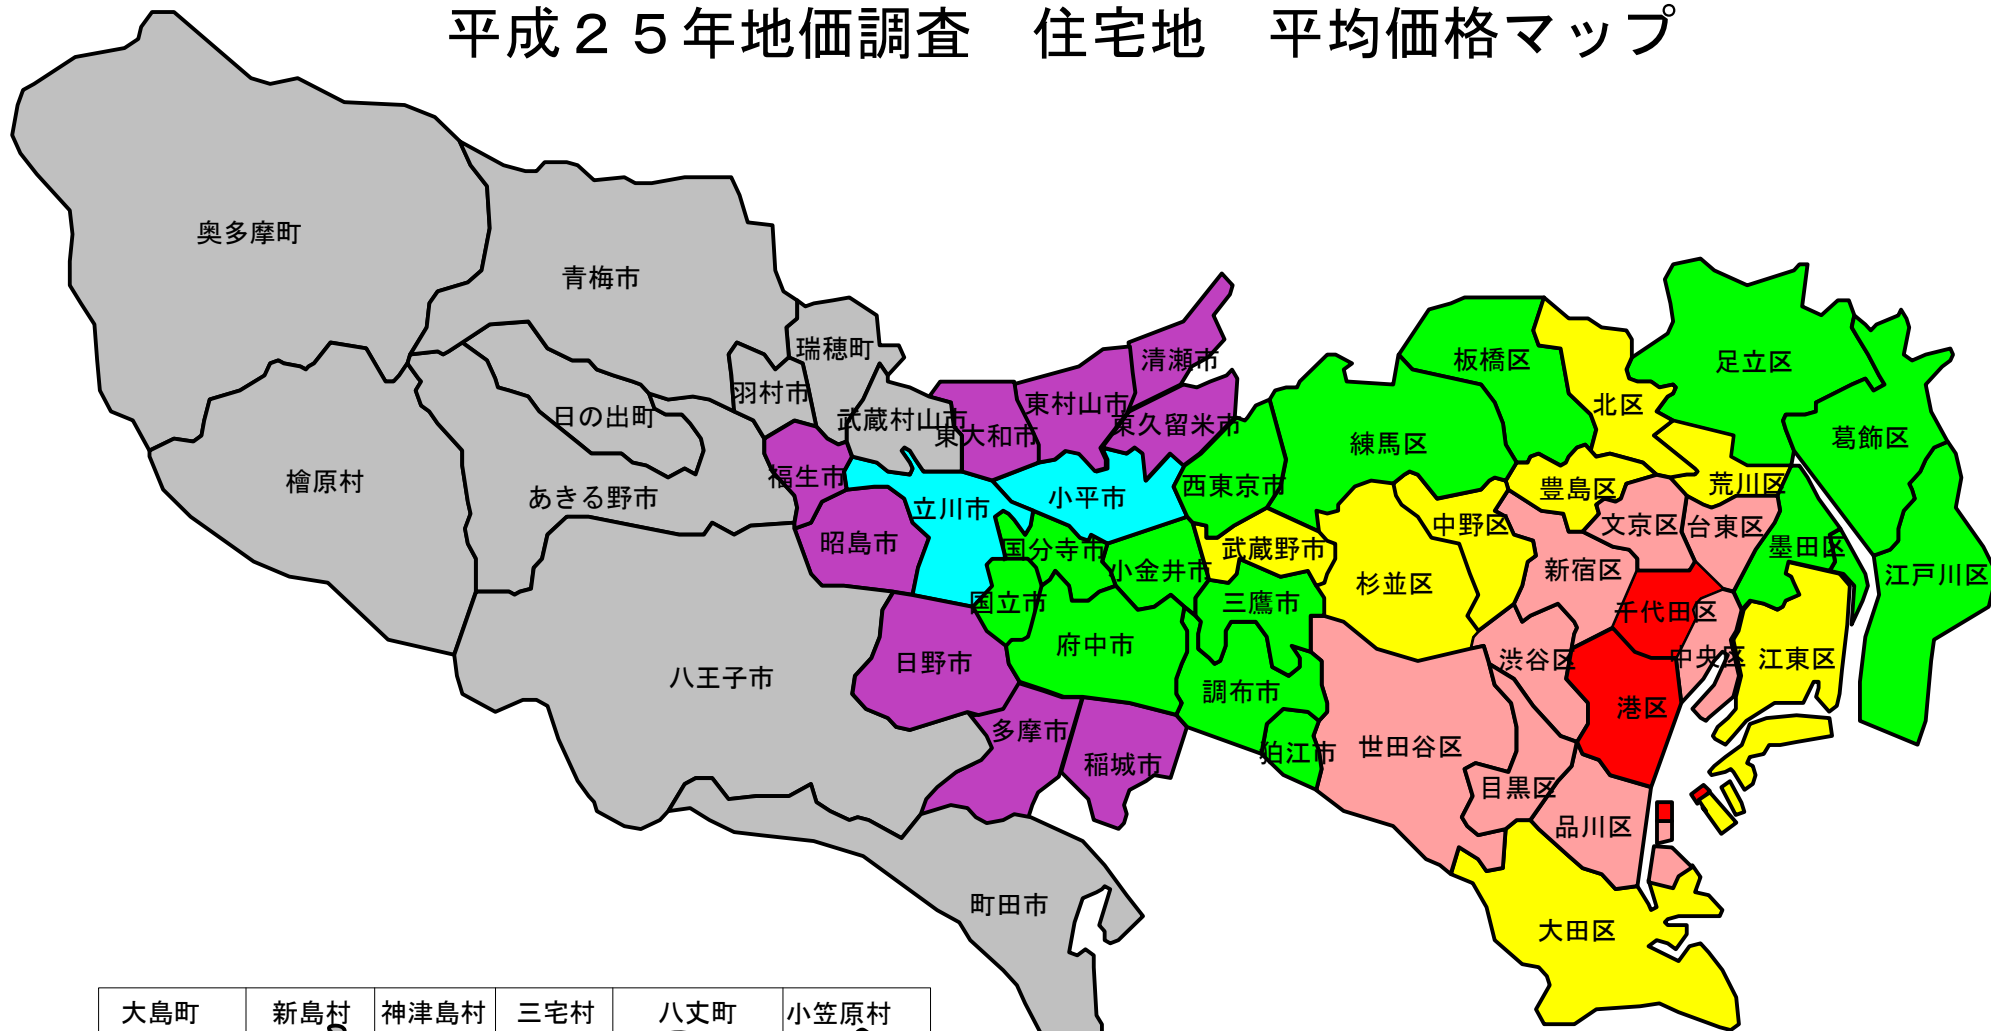 平成２５年地価調査　住宅地　平均価格マップ
奥多摩町
青梅市
瑞穂町
羽村市
日の出町
武蔵村山市
檜原村
あきる野市
福生市
昭島市
立川市
東大和市
東村山市
清瀬市
東久留米市
小平市
西東京市
国分寺市
国立市
小金井市
武蔵野市
三鷹市
府中市
調布市
狛江市
日野市
八王子市
多摩市
稲城市
町田市
板橋区
練馬区
北区
足立区
葛飾区
江戸川区
荒川区
豊島区
文京区
台東区
墨田区
中野区
杉並区
新宿区
千代田区
中央区
江東区
渋谷区
港区
世田谷区
目黒区
品川区
大田区
大島町
新島村
神津島村
三宅村
八丈町
小笠原村